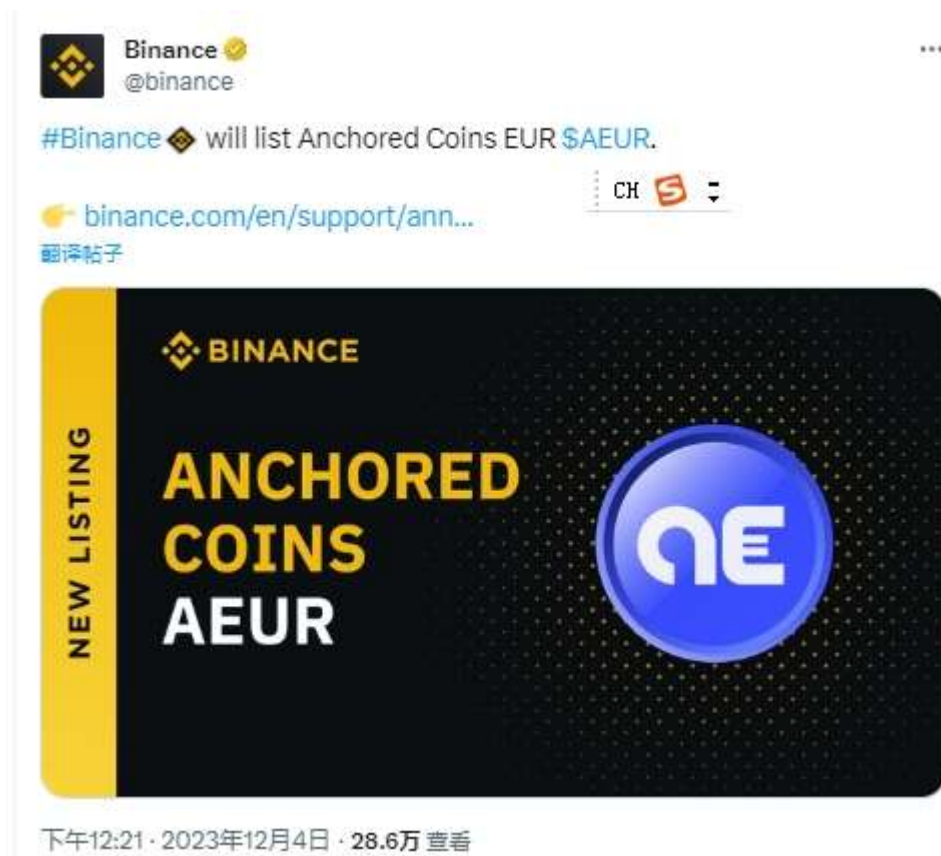 Binance
@binance
#Binance will list Anchored Coins EUR $AEUR.
CH S
👉 binance.com/en/support/ann...
翻译帖子
BINANCE
NEW LISTING
ANCHORED
COINS
AEUR
AE
下午12:21 · 2023年12月4日 · 28.6万 查看